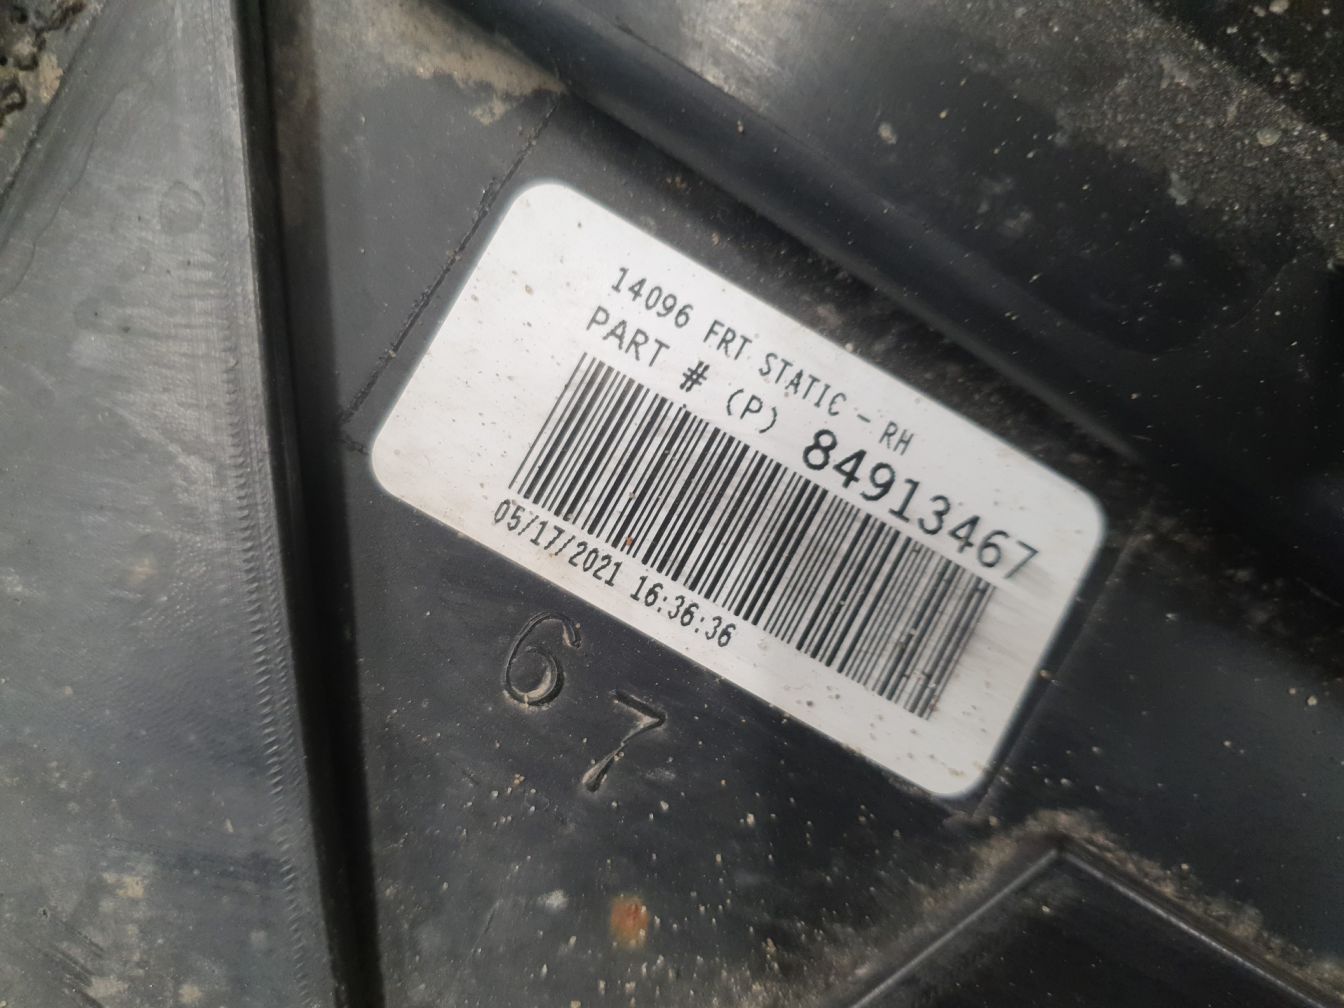 14096 FRT STATIC - RH
PART # (P) 84913467
05/17/2021 16:36:36
67